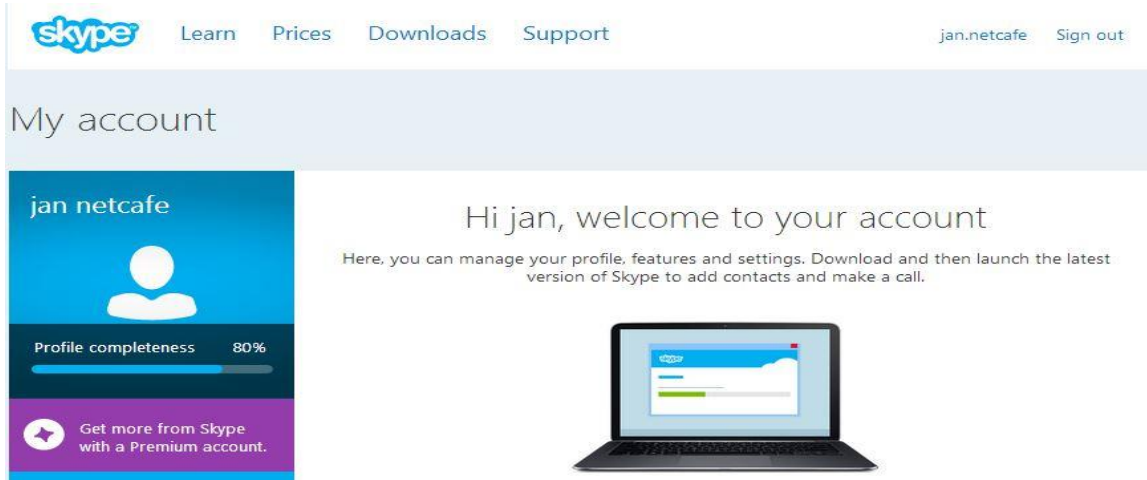 skype Learn Prices Downloads Support jan.netcafe Sign out
My account
jan netcafe
Profile completeness 80%
Get more from Skype
with a Premium account.
Hi jan, welcome to your account
Here, you can manage your profile, features and settings. Download and then launch the latest
version of Skype to add contacts and make a call.
skype